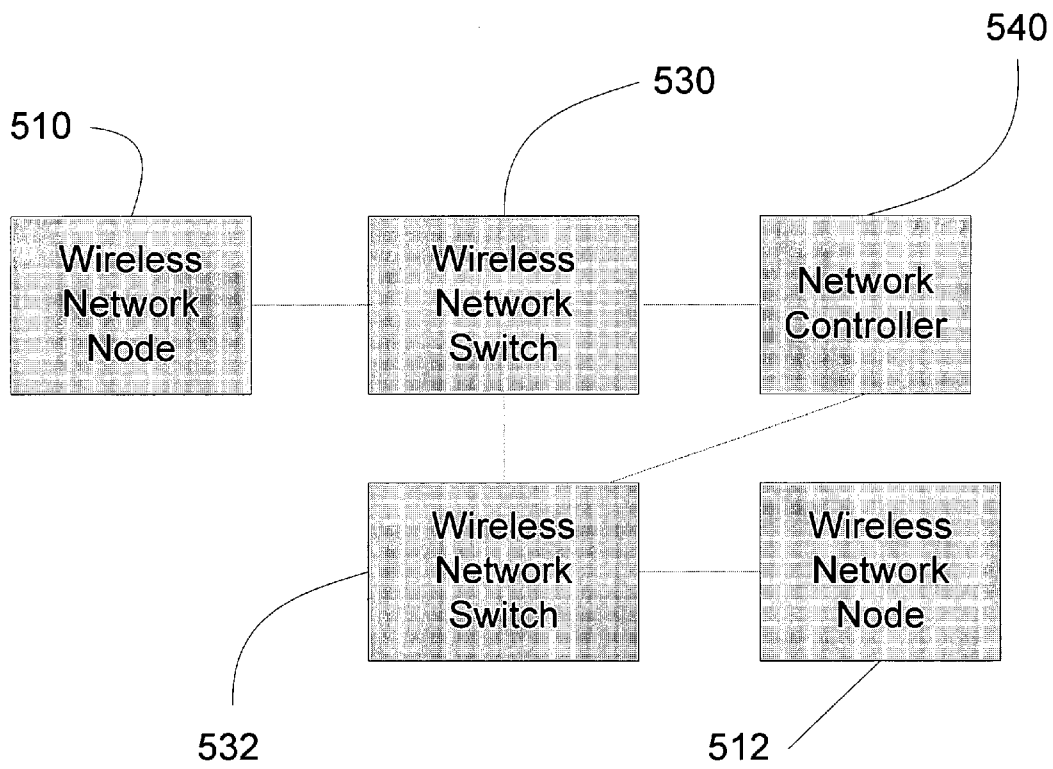 540
530
510
Wireless
Network
Node
Wireless
Network
Switch
Network
Controller
Wireless
Network
Switch
Wireless
Network
Node
532
512